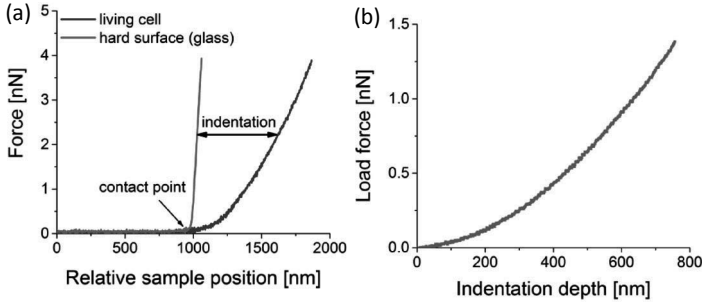 (a)
living cell
hard surface (glass)
5
4
3
2
1
0
Force [nN]
indentation
contact point
0 500 1000 1500 2000
Relative sample position [nm]
(b)
1.5
1.0
0.5
0.0
Load force [nN]
0 200 400 600 800
Indentation depth [nm]